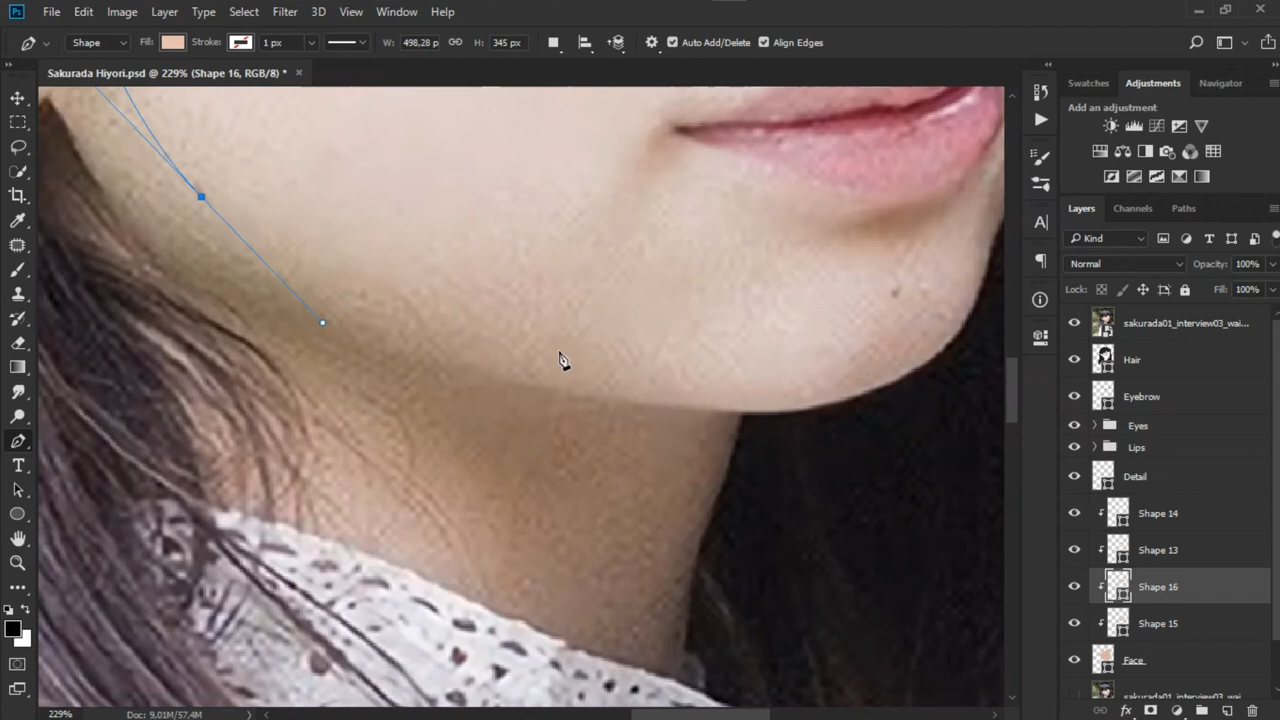 Ps File Edit Image Layer Type Select Filter 3D View Window Help
Shape Fill: Stroke: 1 px W: 498,28 p H: 345 px Auto Add/Delete Align Edges
Sakurada Hiyori.psd @ 229% (Shape 16, RGB/8) * ×
Swatches Adjustments Navigator
Add an adjustment
Layers Channels Paths
Kind
Normal Opacity: 100%
Lock: Fill: 100%
sakurada01_interview03_wai...
Hair
Eyebrow
Eyes
Lips
Detail
Shape 14
Shape 13
Shape 16
Shape 15
Face
sakurada01_interview03_wai...
229% Doc: 9,01M/57,4M